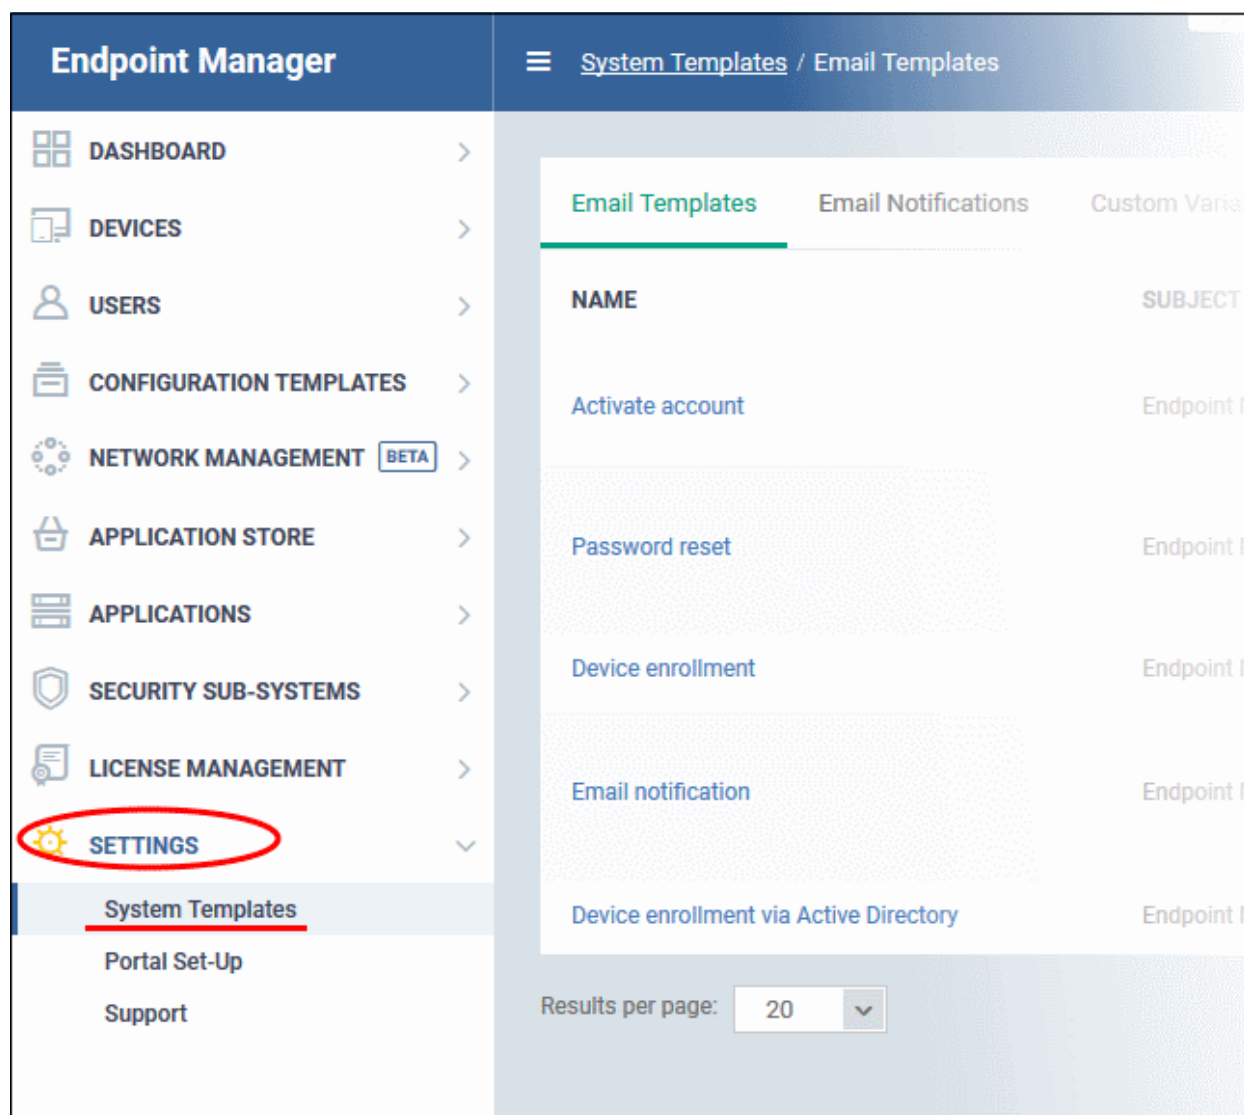 Endpoint Manager
System Templates / Email Templates
DASHBOARD
DEVICES
USERS
CONFIGURATION TEMPLATES
NETWORK MANAGEMENT BETA
APPLICATION STORE
APPLICATIONS
SECURITY SUB-SYSTEMS
LICENSE MANAGEMENT
SETTINGS
System Templates
Portal Set-Up
Support
Email Templates Email Notifications Custom
NAME SUBJECT
Activate account Endpoint
Password reset Endpoint
Device enrollment Endpoint
Email notification Endpoint
Device enrollment via Active Directory Endpoint
Results per page: 20